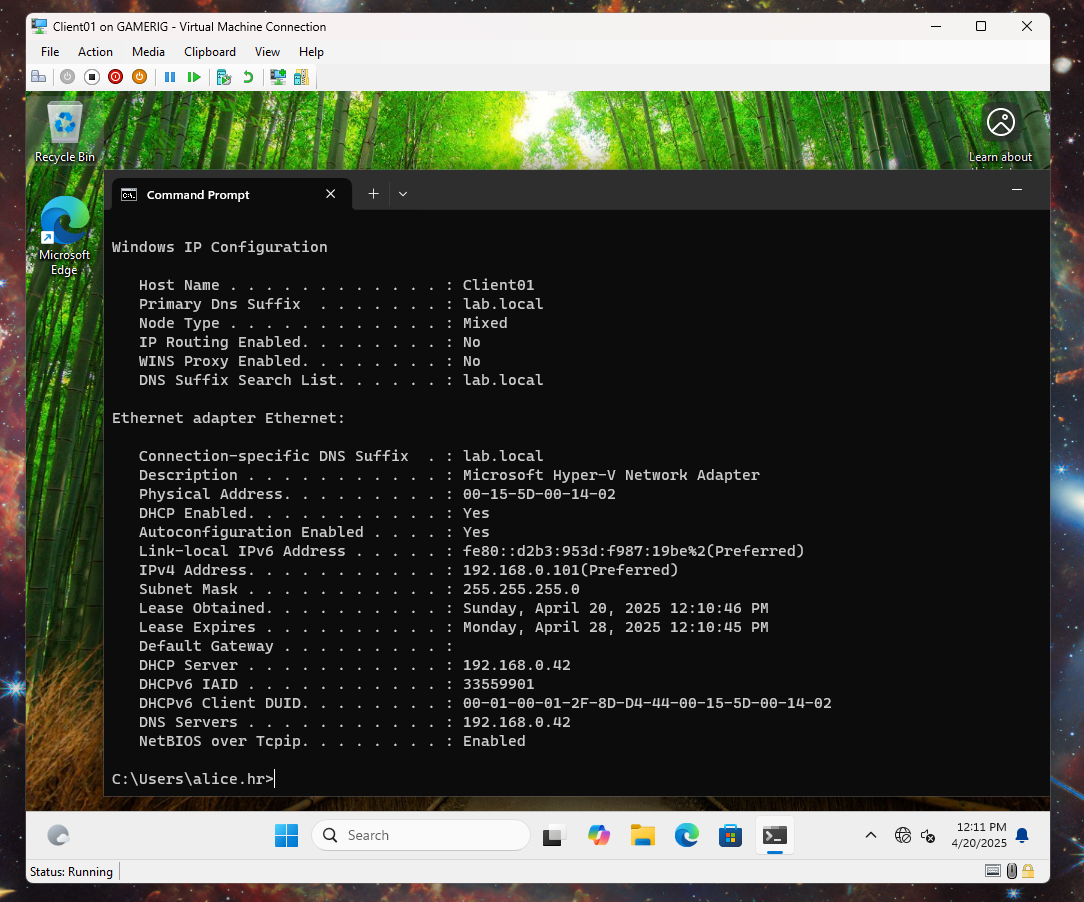 Client01 on GAMERIG - Virtual Machine Connection
File Action Media Clipboard View Help
Recycle Bin
Learn about
Microsoft
Edge
Command Prompt
Windows IP Configuration
Host Name . . . . . . . . . . . . : Client01
Primary Dns Suffix  . . . . . . . : lab.local
Node Type . . . . . . . . . . . . : Mixed
IP Routing Enabled. . . . . . . . : No
WINS Proxy Enabled. . . . . . . . : No
DNS Suffix Search List. . . . . . : lab.local
Ethernet adapter Ethernet:
Connection-specific DNS Suffix  . : lab.local
Description . . . . . . . . . . . : Microsoft Hyper-V Network Adapter
Physical Address. . . . . . . . . : 00-15-5D-00-14-02
DHCP Enabled. . . . . . . . . . . : Yes
Autoconfiguration Enabled . . . . : Yes
Link-local IPv6 Address . . . . . : fe80::d2b3:953d:f987:19be%2(Preferred)
IPv4 Address. . . . . . . . . . . : 192.168.0.101(Preferred)
Subnet Mask . . . . . . . . . . . : 255.255.255.0
Lease Obtained. . . . . . . . . . : Sunday, April 20, 2025 12:10:46 PM
Lease Expires . . . . . . . . . . : Monday, April 28, 2025 12:10:45 PM
Default Gateway . . . . . . . . . :
DHCP Server . . . . . . . . . . . : 192.168.0.42
DHCPv6 IAID . . . . . . . . . . . : 33559901
DHCPv6 Client DUID. . . . . . . . : 00-01-00-01-2F-8D-D4-44-00-15-5D-00-14-02
DNS Servers . . . . . . . . . . . : 192.168.0.42
NetBIOS over Tcpip. . . . . . . . : Enabled
C:\Users\alice.hr>
Search
12:11 PM
4/20/2025
Status: Running